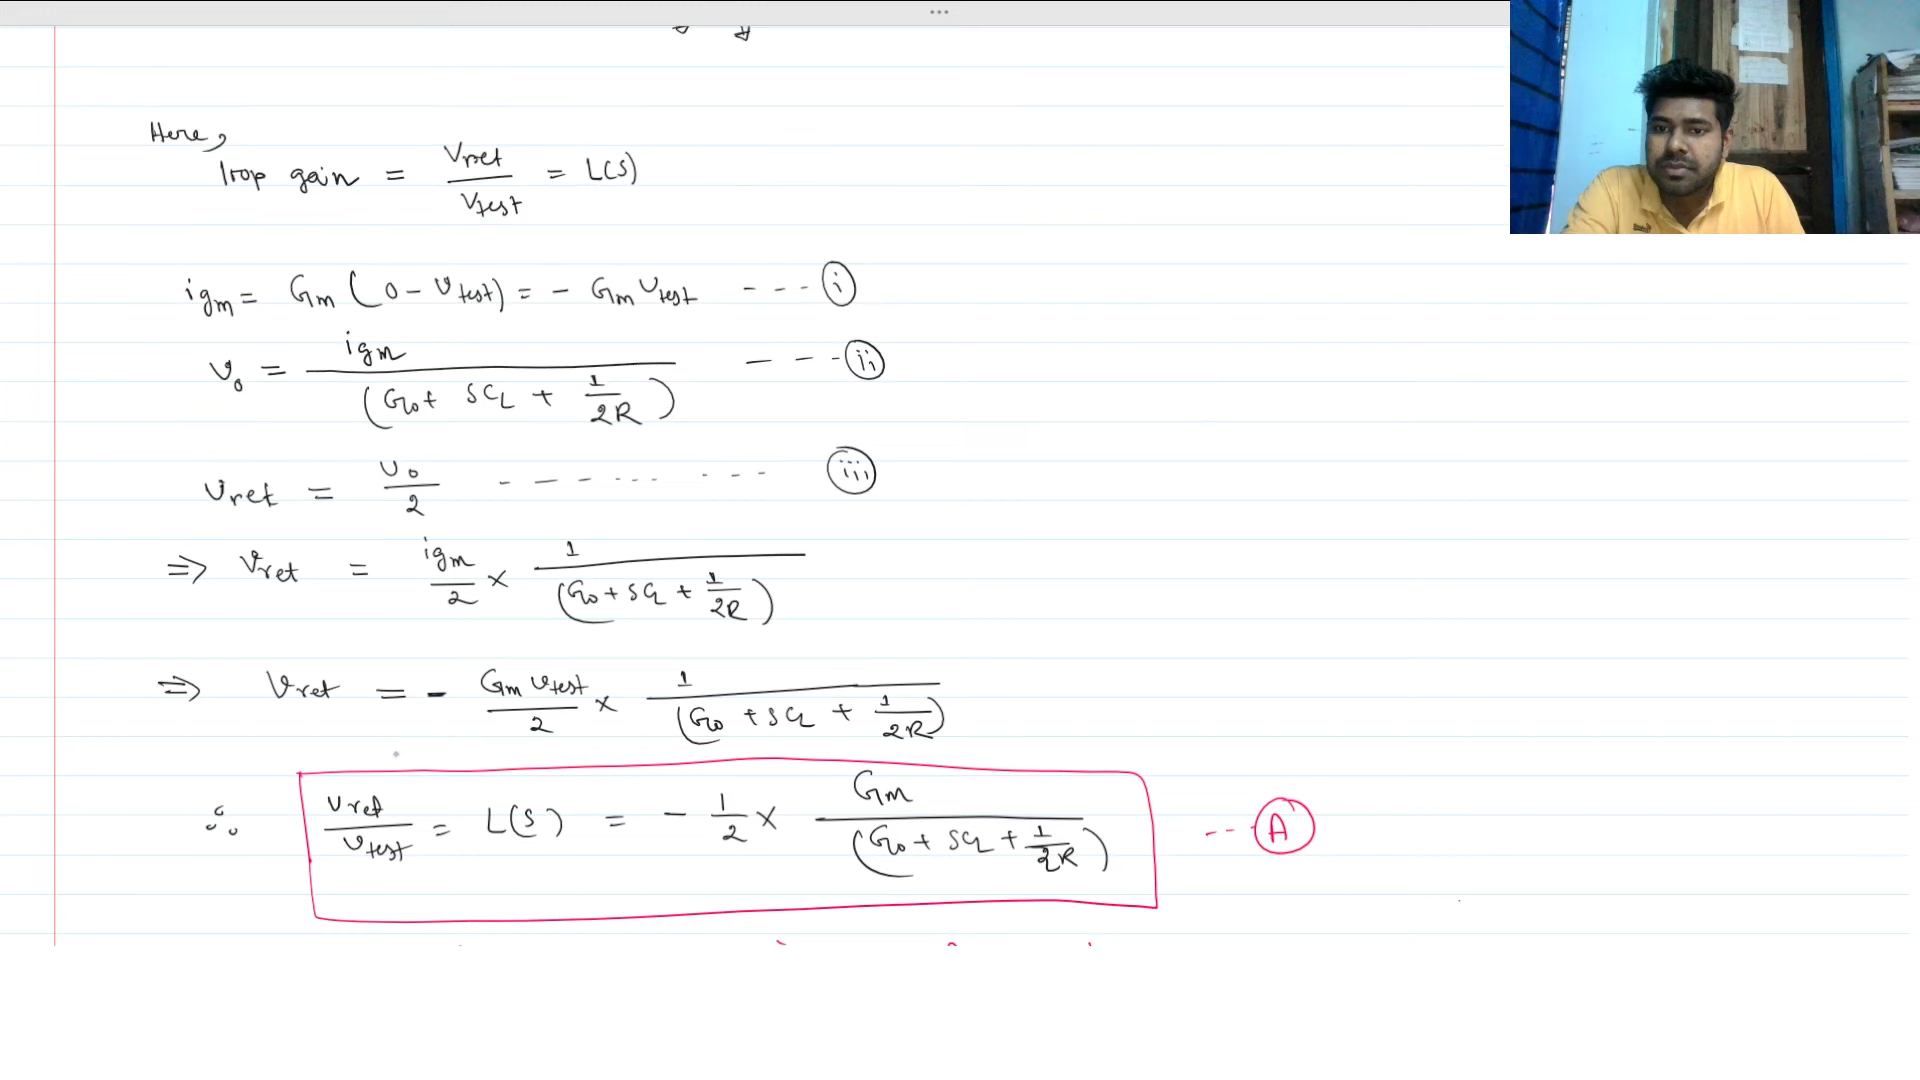 Here,
loop gain = Vret / Vtest = L(s)
igm = Gm (0 - Vtest) = - Gm Vtest ---- (i)
Vo = igm / (Go + SCL + 1/2R) --- (ii)
Vret = Vo / 2 --------- (iii)
=> Vret = igm / 2 × 1 / (Go + SCL + 1/2R)
=> Vret = - Gm Vtest / 2 × 1 / (Go + SCL + 1/2R)
∴ Vret / Vtest = L(s) = - 1/2 × Gm / (Go + SCL + 1/2R) --- (A)